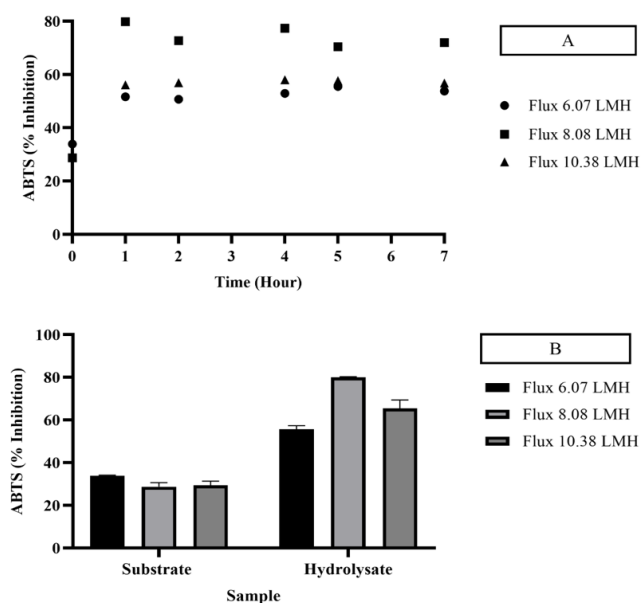 80
60
40
20
0
ABTS (% Inhibition)
0 1 2 3 4 5 6 7
Time (Hour)
A
Flux 6.07 LMH
Flux 8.08 LMH
Flux 10.38 LMH
100
80
60
40
20
0
ABTS (% Inhibition)
Substrate Hydrolysate
Sample
B
Flux 6.07 LMH
Flux 8.08 LMH
Flux 10.38 LMH